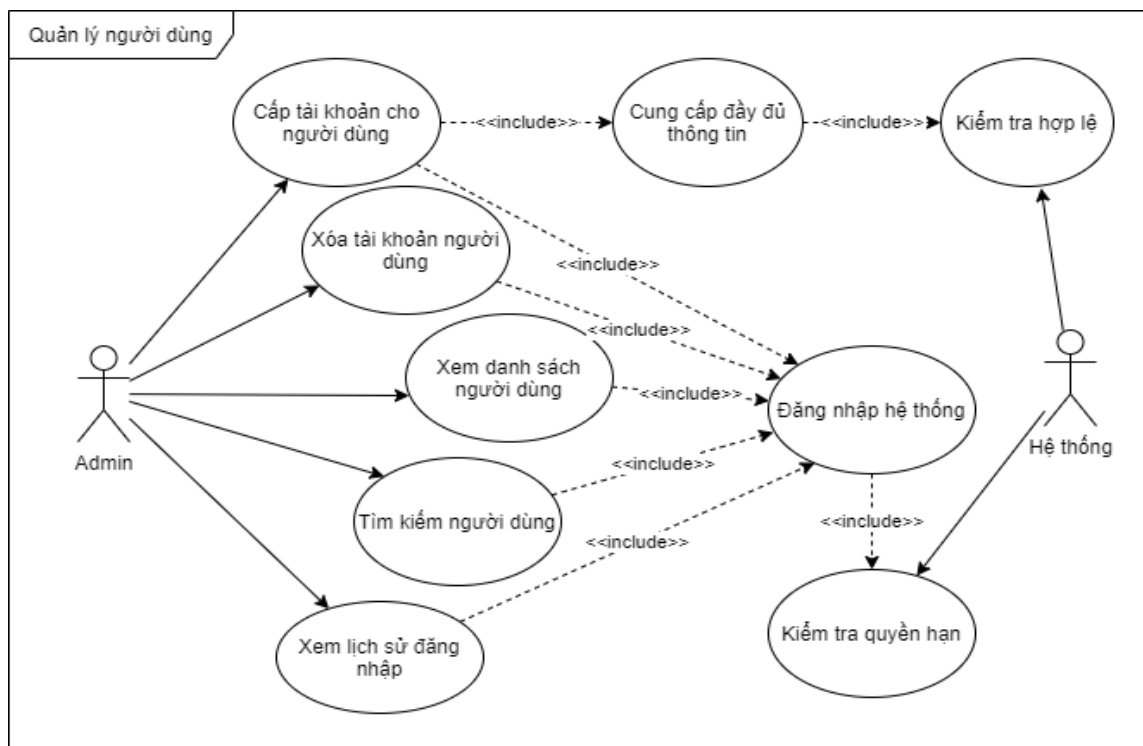 Quản lý người dùng
Cấp tài khoản cho
người dùng
<<include>>
Cung cấp đầy đủ
thông tin
<<include>>
Kiểm tra hợp lệ
Xóa tài khoản người
dùng
<<include>>
<<include>>
Xem danh sách
người dùng
<<include>>
Đăng nhập hệ thống
Admin
Hệ thống
<<include>>
Tìm kiếm người dùng
<<include>>
<<include>>
Xem lịch sử đăng
nhập
Kiểm tra quyền hạn